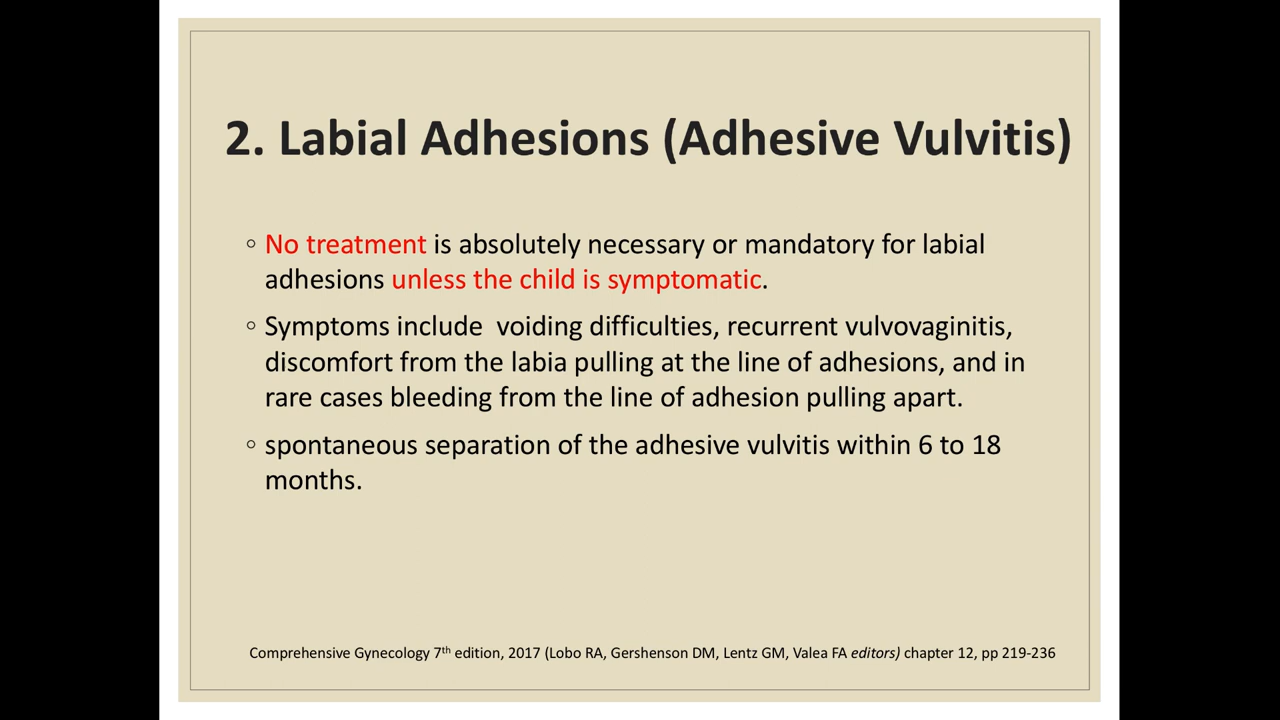 2. Labial Adhesions (Adhesive Vulvitis)
◦ No treatment is absolutely necessary or mandatory for labial
adhesions unless the child is symptomatic.
◦ Symptoms include  voiding difficulties, recurrent vulvovaginitis,
discomfort from the labia pulling at the line of adhesions, and in
rare cases bleeding from the line of adhesion pulling apart.
◦ spontaneous separation of the adhesive vulvitis within 6 to 18
months.
Comprehensive Gynecology 7th edition, 2017 (Lobo RA, Gershenson DM, Lentz GM, Valea FA editors) chapter 12, pp 219-236